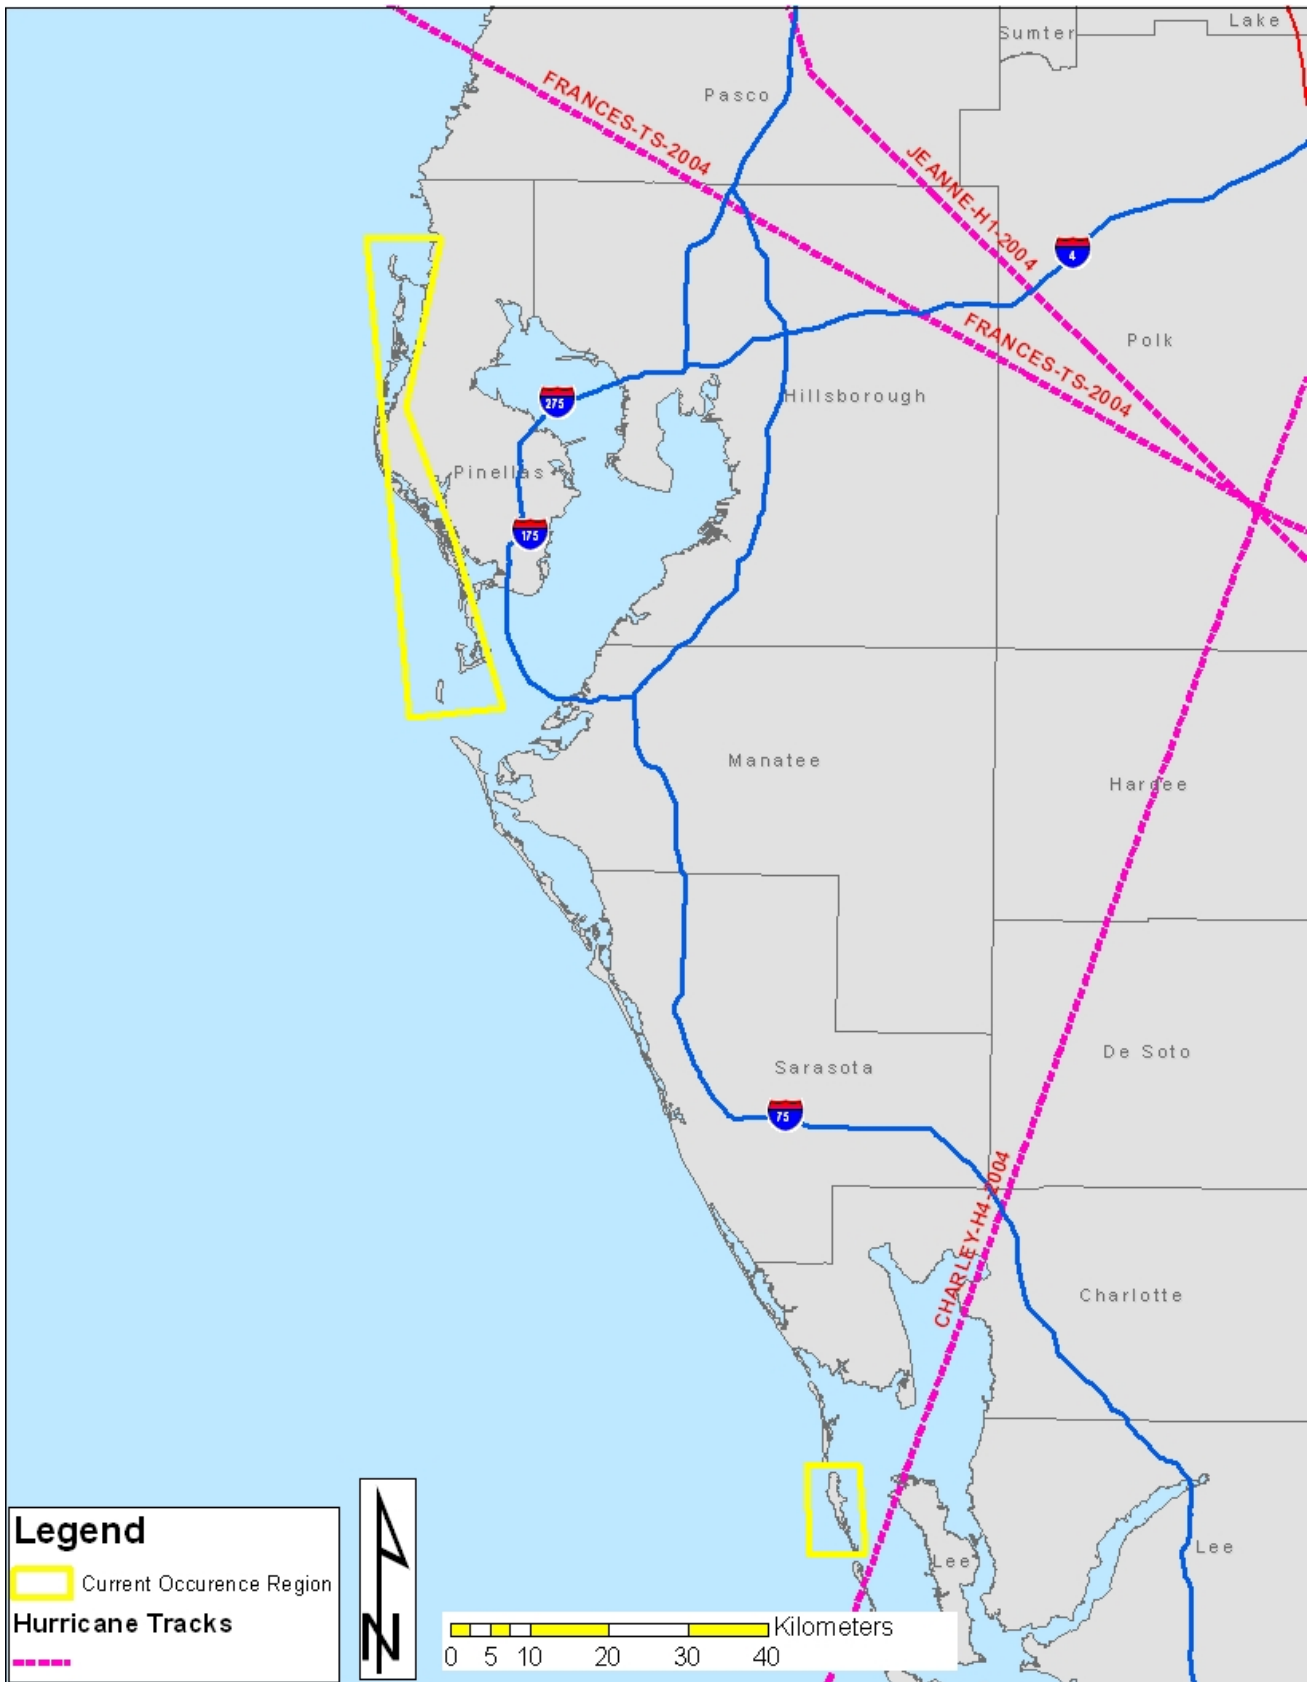 Lake
Sumter
Pasco
FRANCES-TS-2004
JEANNE-H1-2004
4
FRANCES-TS-2004
Polk
Hillsborough
275
Pinellas
175
Manatee
Hardee
De Soto
Sarasota
75
CHARLEY-H4-2004
Charlotte
Lee
Lee
Legend
Current Occurence Region
Hurricane Tracks
N
Kilometers
0 5 10 20 30 40